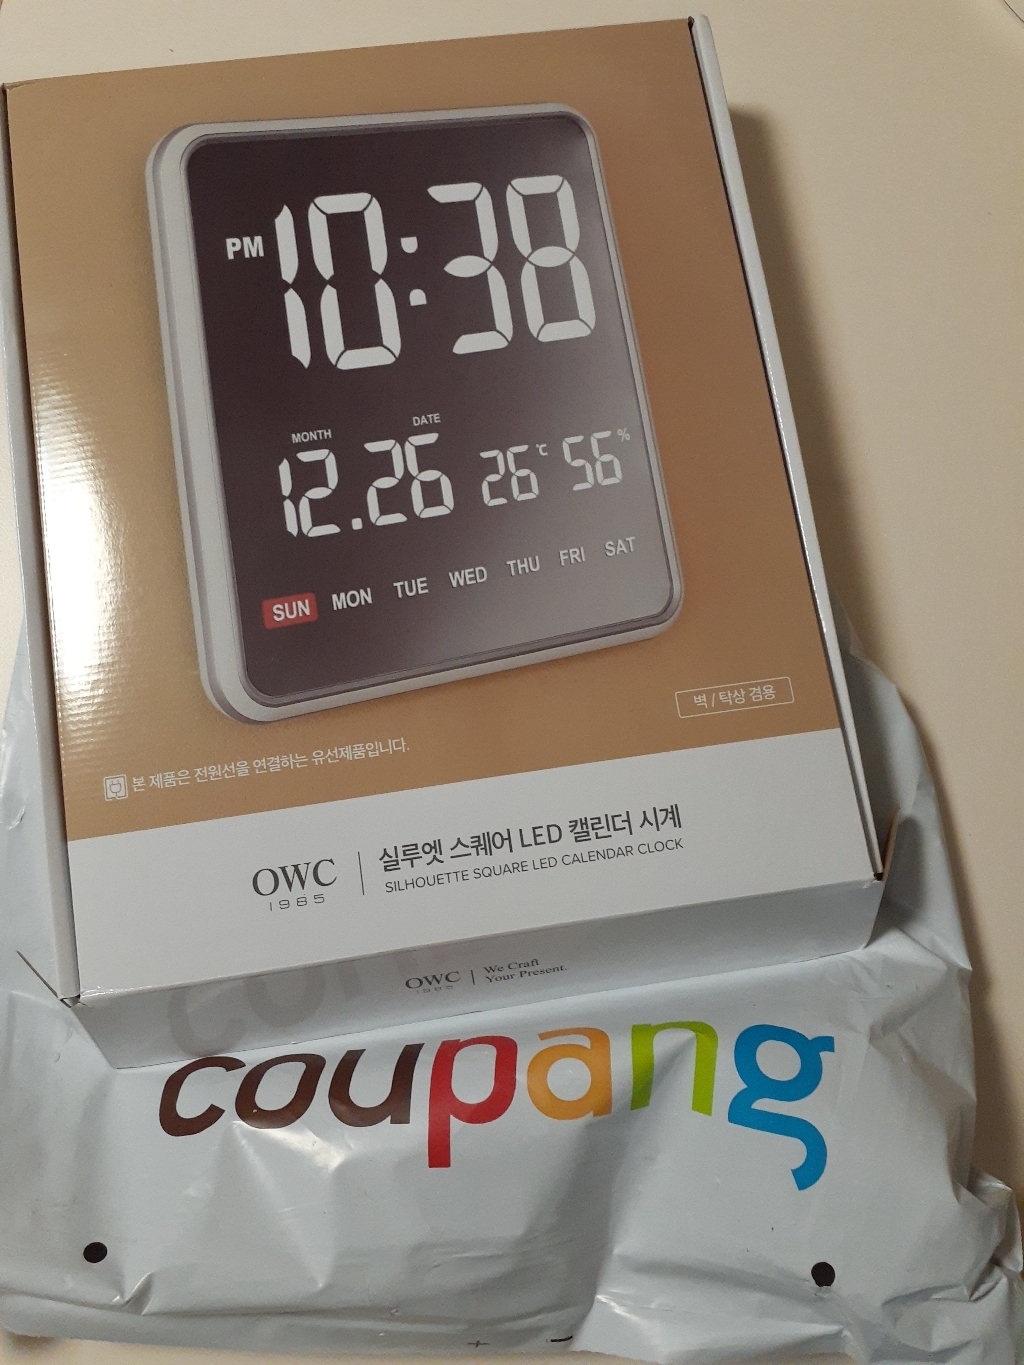 PM 10:38
MONTH DATE
12.26 26℃ 56%
SUN MON TUE WED THU FRI SAT
벽 / 탁상 겸용
본 제품은 전원선을 연결하는 유선제품입니다.
OWC
1985
실루엣 스퀘어 LED 캘린더 시계
SILHOUETTE SQUARE LED CALENDAR CLOCK
OWC
1985
We Craft
Your Present.
coupang